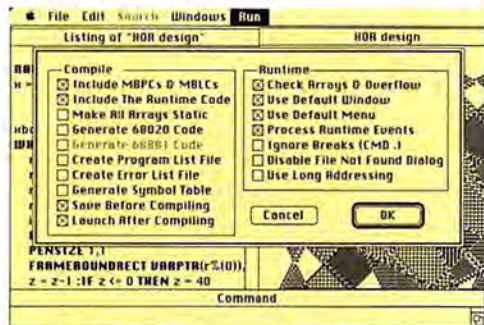 File Edit Search Windows Run
Listing of "HOR design"
HOR design
Compile
Include MBPCs & MBLCs
Include The Runtime Code
Make All Arrays Static
Generate 68020 Code
Generate 68881 Code
Create Program List File
Create Error List File
Generate Symbol Table
Save Before Compiling
Launch After Compiling
Runtime
Check Arrays & Overflow
Use Default Window
Use Default Menu
Process Runtime Events
Ignore Breaks (CMD .)
Disable File Not Found Dialog
Use Long Addressing
Cancel
OK
PENSIZE 1,1
FRAMEROUNDRECT VARPTR(r%(0)),
z = z-1 :IF z <= 0 THEN z = 40
Command